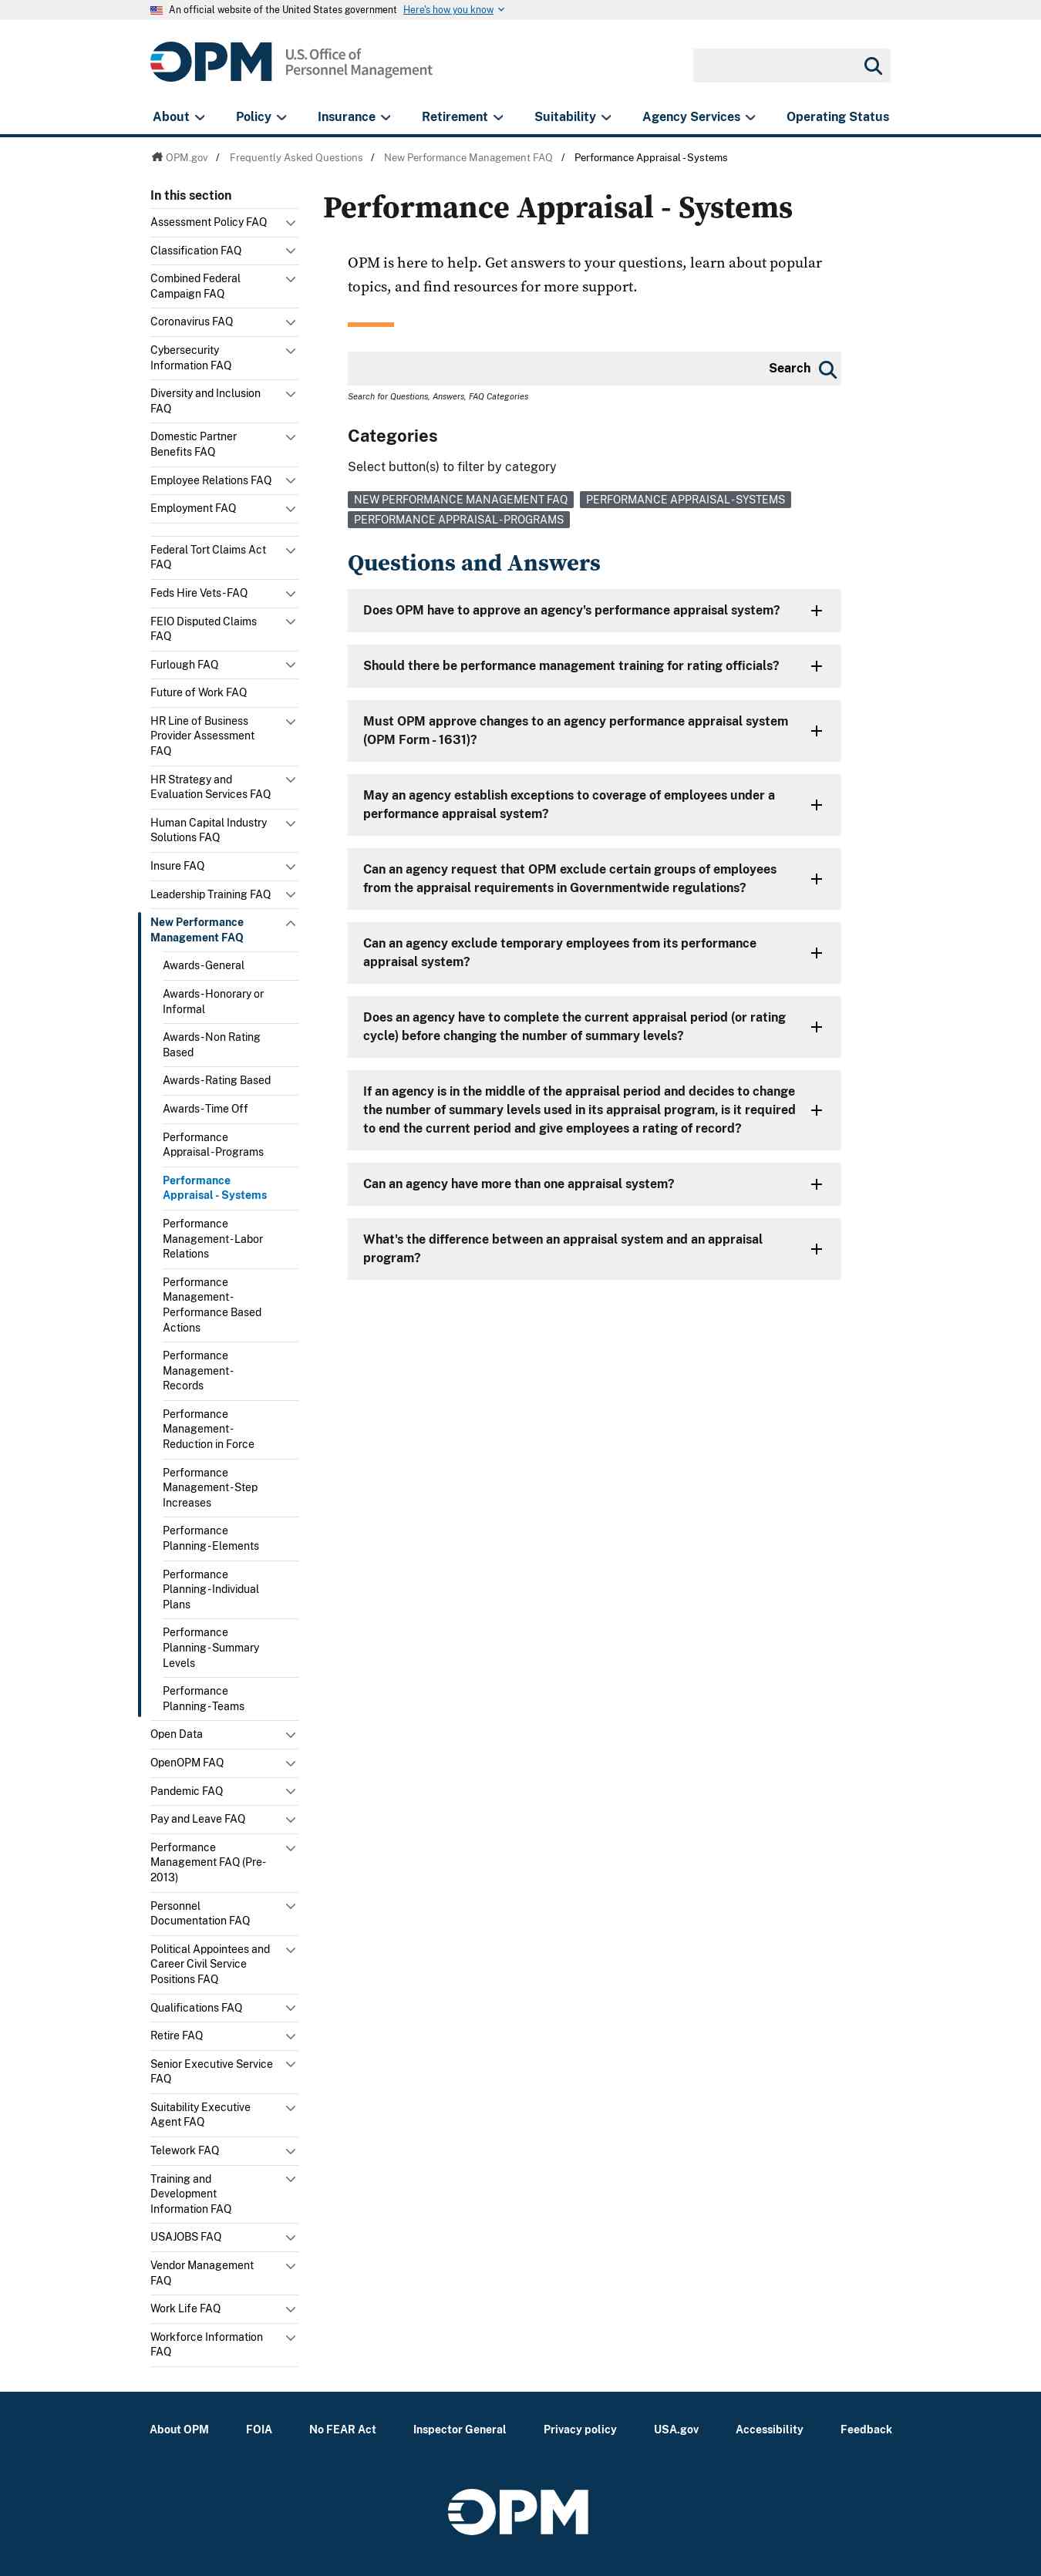 An official website of the United States government Here's how you know
OPM
U.S. Office of
Personnel Management
About Policy Insurance Retirement Suitability Agency Services Operating Status
OPM.gov / Frequently Asked Questions / New Performance Management FAQ / Performance Appraisal - Systems
In this section
Assessment Policy FAQ
Classification FAQ
Combined Federal
Campaign FAQ
Coronavirus FAQ
Cybersecurity
Information FAQ
Diversity and Inclusion
FAQ
Domestic Partner
Benefits FAQ
Employee Relations FAQ
Employment FAQ
Federal Tort Claims Act
FAQ
Feds Hire Vets - FAQ
FEIO Disputed Claims
FAQ
Furlough FAQ
Future of Work FAQ
HR Line of Business
Provider Assessment
FAQ
HR Strategy and
Evaluation Services FAQ
Human Capital Industry
Solutions FAQ
Insure FAQ
Leadership Training FAQ
New Performance
Management FAQ
Awards - General
Awards - Honorary or
Informal
Awards - Non Rating
Based
Awards - Rating Based
Awards - Time Off
Performance
Appraisal - Programs
Performance
Appraisal - Systems
Performance
Management - Labor
Relations
Performance
Management -
Performance Based
Actions
Performance
Management -
Records
Performance
Management -
Reduction in Force
Performance
Management - Step
Increases
Performance
Planning - Elements
Performance
Planning - Individual
Plans
Performance
Planning - Summary
Levels
Performance
Planning - Teams
Open Data
OpenOPM FAQ
Pandemic FAQ
Pay and Leave FAQ
Performance
Management FAQ (Pre-
2013)
Personnel
Documentation FAQ
Political Appointees and
Career Civil Service
Positions FAQ
Qualifications FAQ
Retire FAQ
Senior Executive Service
FAQ
Suitability Executive
Agent FAQ
Telework FAQ
Training and
Development
Information FAQ
USAJOBS FAQ
Vendor Management
FAQ
Work Life FAQ
Workforce Information
FAQ
Performance Appraisal - Systems
OPM is here to help. Get answers to your questions, learn about popular
topics, and find resources for more support.
Search
Search for Questions, Answers, FAQ Categories
Categories
Select button(s) to filter by category
NEW PERFORMANCE MANAGEMENT FAQ PERFORMANCE APPRAISAL - SYSTEMS
PERFORMANCE APPRAISAL - PROGRAMS
Questions and Answers
Does OPM have to approve an agency's performance appraisal system?
Should there be performance management training for rating officials?
Must OPM approve changes to an agency performance appraisal system
(OPM Form - 1631)?
May an agency establish exceptions to coverage of employees under a
performance appraisal system?
Can an agency request that OPM exclude certain groups of employees
from the appraisal requirements in Governmentwide regulations?
Can an agency exclude temporary employees from its performance
appraisal system?
Does an agency have to complete the current appraisal period (or rating
cycle) before changing the number of summary levels?
If an agency is in the middle of the appraisal period and decides to change
the number of summary levels used in its appraisal program, is it required
to end the current period and give employees a rating of record?
Can an agency have more than one appraisal system?
What's the difference between an appraisal system and an appraisal
program?
About OPM FOIA No FEAR Act Inspector General Privacy policy USA.gov Accessibility Feedback
OPM